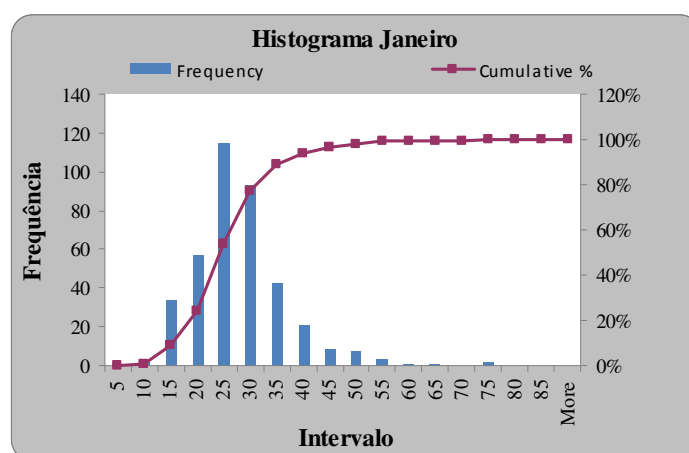 Histograma Janeiro
Frequency Cumulative %
140 120%
120 100%
100 80%
80 60%
60 40%
40 20%
20 0%
0
Frequência
5 10 15 20 25 30 35 40 45 50 55 60 65 70 75 80 85 More
Intervalo